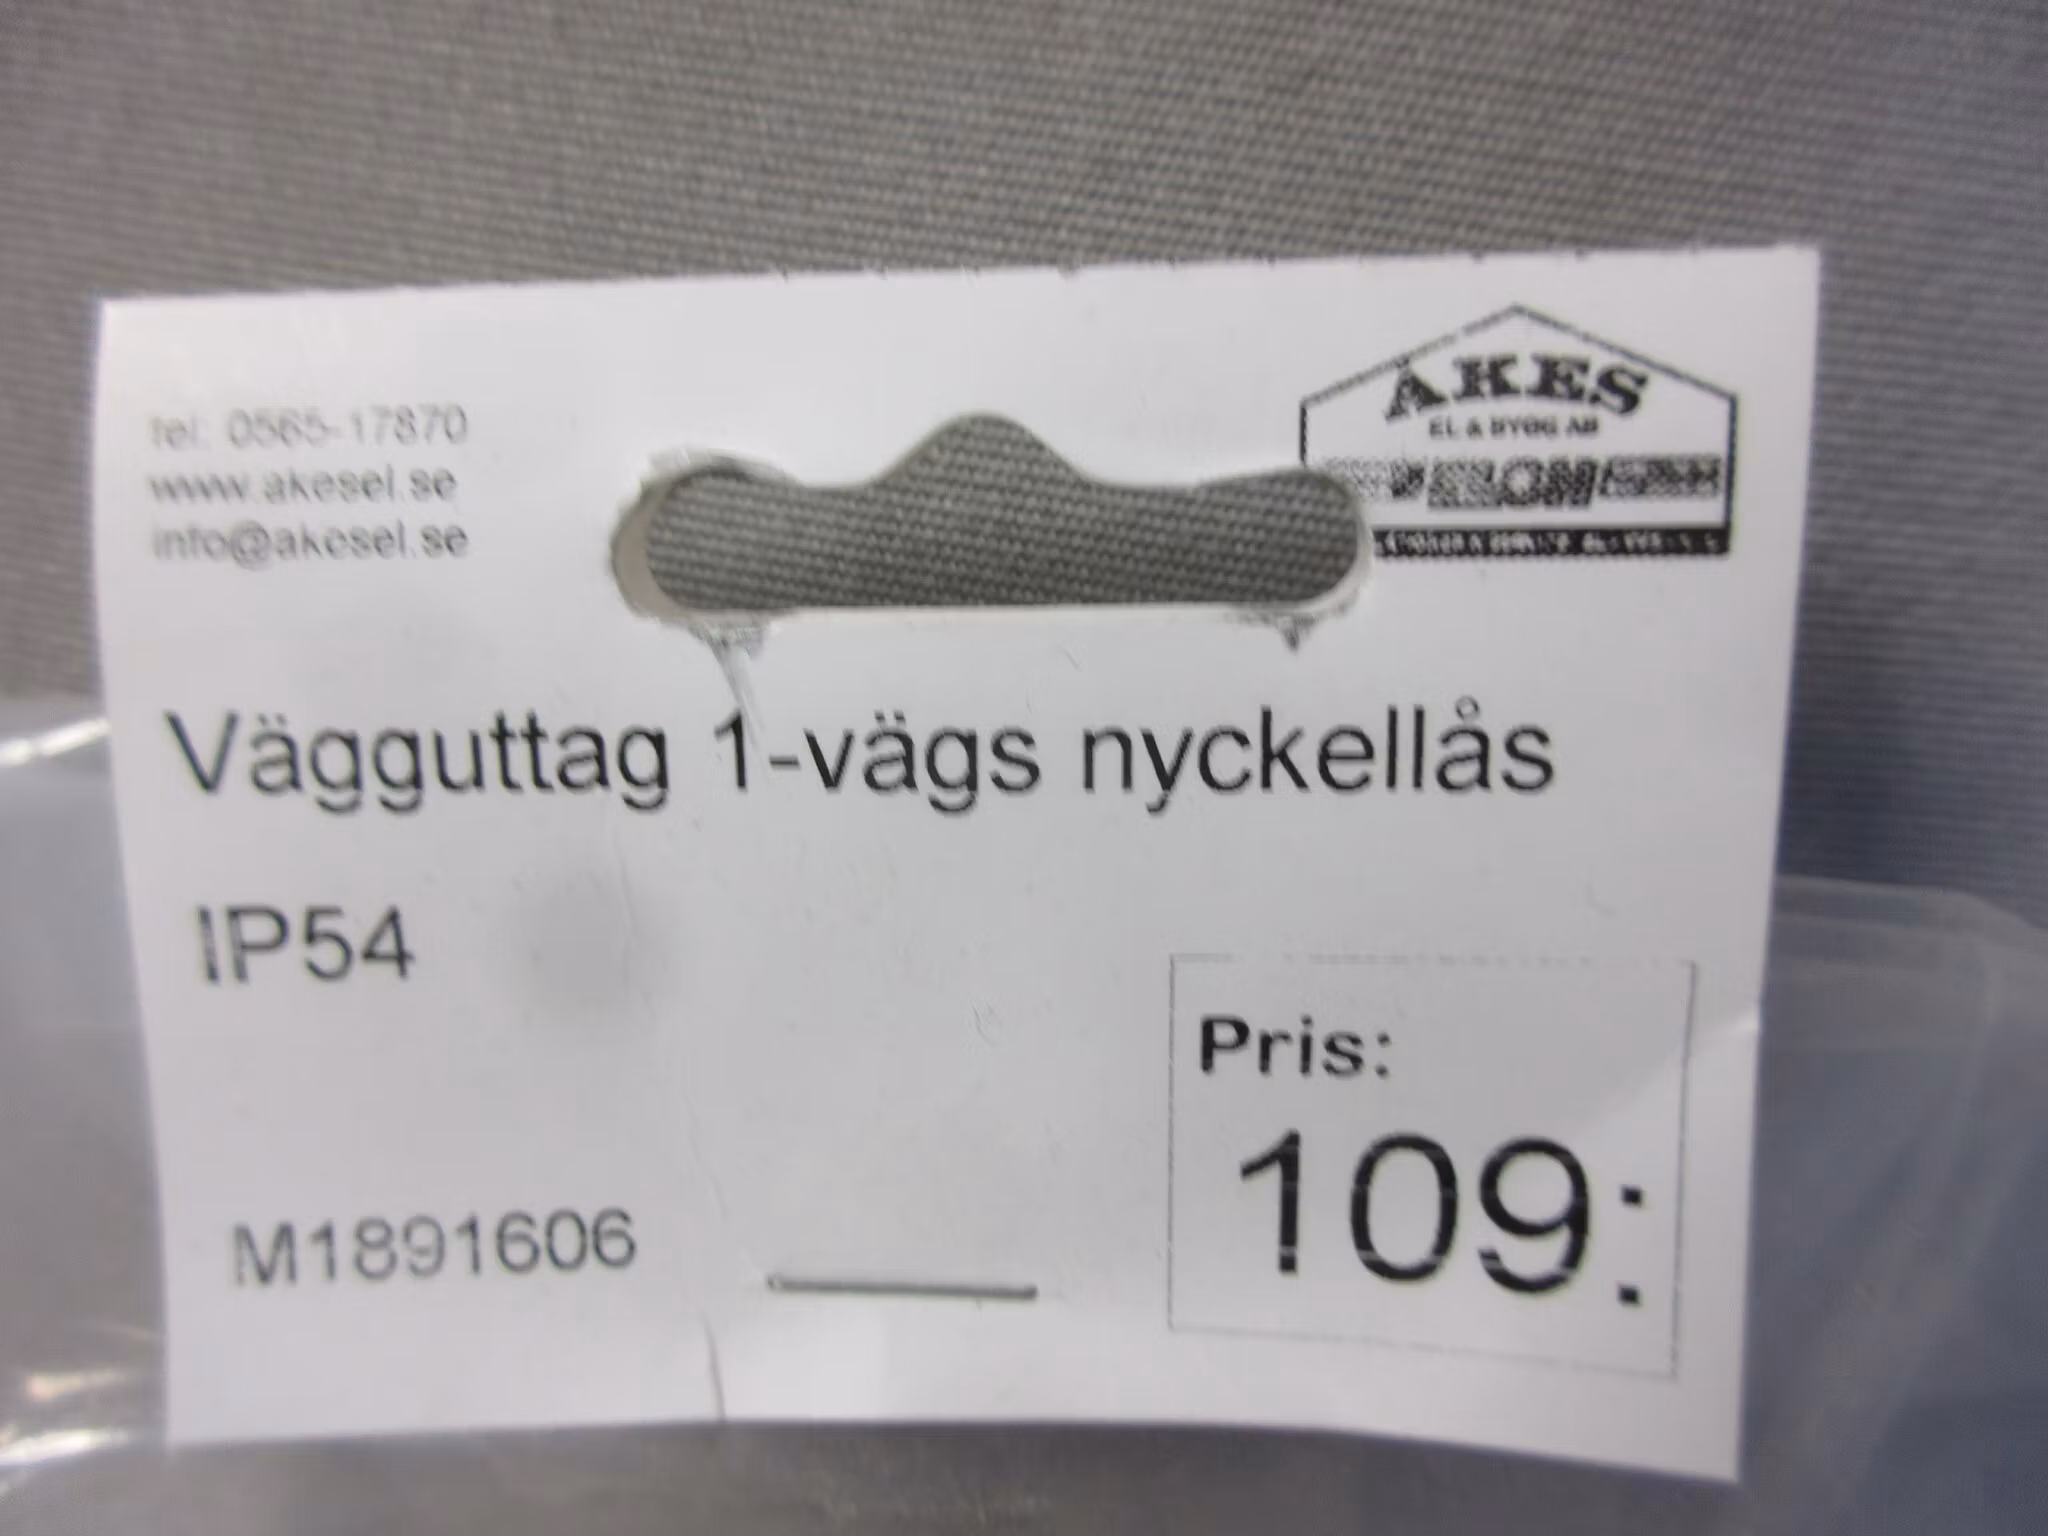 tel: 0565-17870
www.akesel.se
info@akesel.se
ÅKES
EL & BYGG AB
Vägguttag 1-vägs nyckellås
IP54
Pris:
109:
M1891606